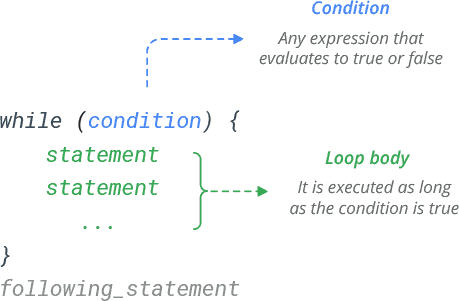 Condition
Any expression that
evaluates to true or false
while (condition) {
statement
statement
...
}
following_statement
Loop body
It is executed as long
as the condition is true